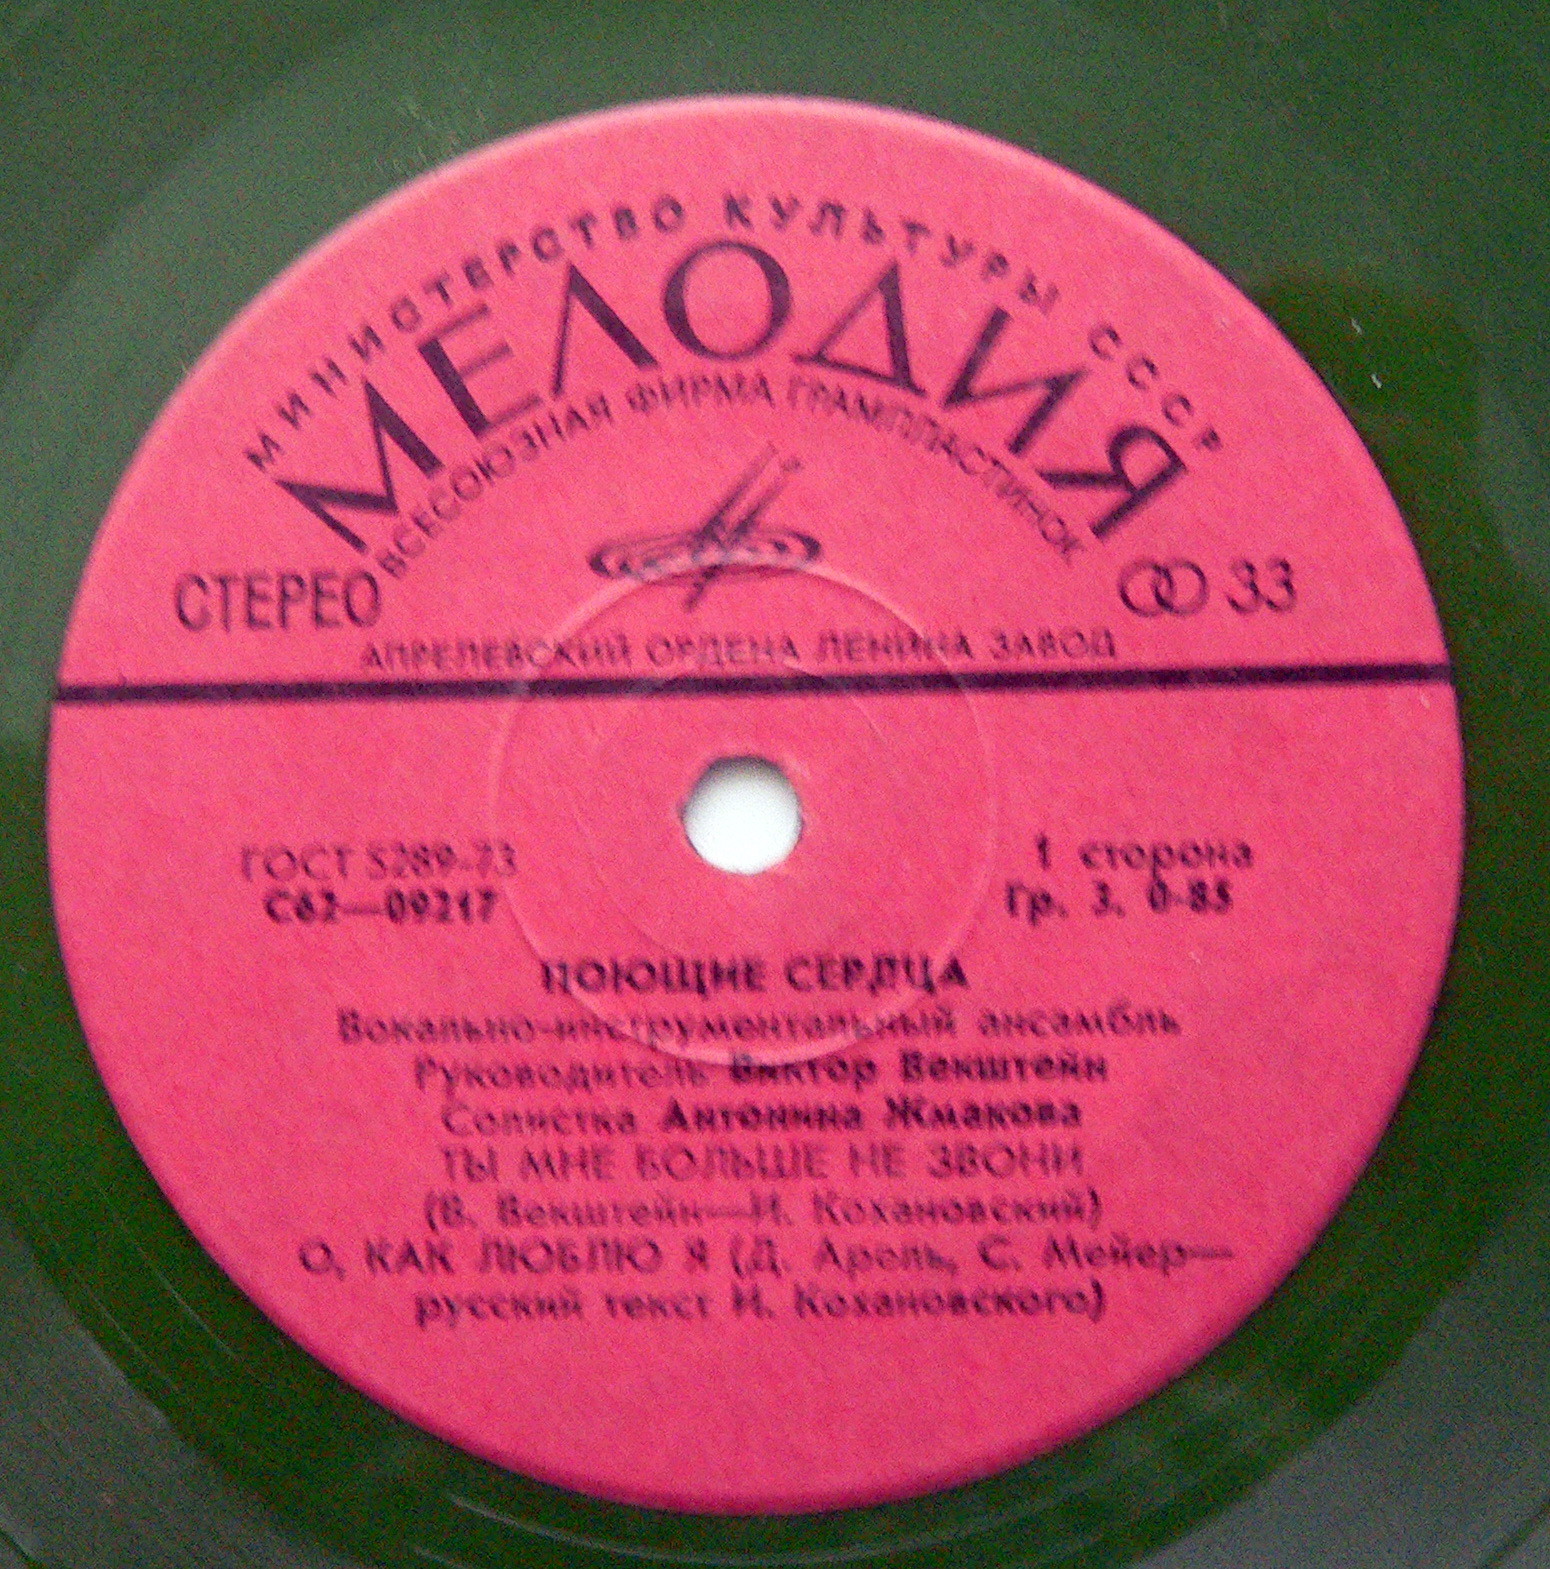 МИНИСТЕРСТВО КУЛЬТУРЫ СССР
МЕЛОДИЯ
ВСЕСОЮЗНАЯ ФИРМА ГРАМПЛАСТИНОК
СТЕРЕО
33
АПРЕЛЕВСКИЙ ОРДЕНА ЛЕНИНА ЗАВОД
ГОСТ 5289-73
С62—09217
1 сторона
Гр. 3. 0-85
ПОЮЩИЕ СЕРДЦА
Вокально-инструментальный ансамбль
Руководитель Виктор Векштейн
Солистка Антонина Жмакова
ТЫ МНЕ БОЛЬШЕ НЕ ЗВОНИ
(В. Векштейн—И. Кохановский)
О, КАК ЛЮБЛЮ Я (Д. Арель, С. Мейер—
русский текст И. Кохановского)